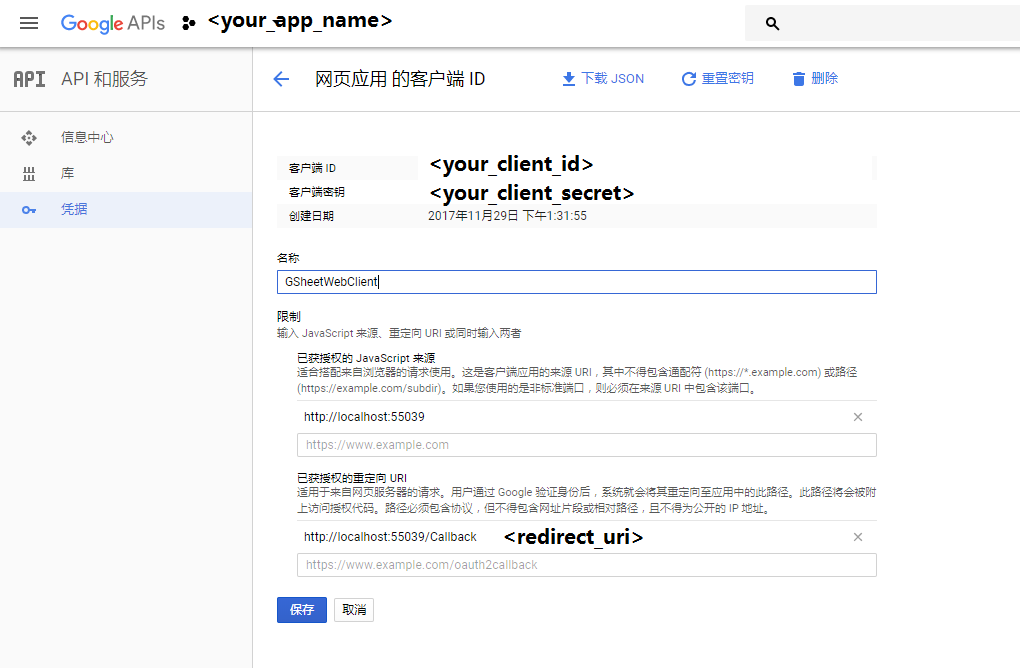 Google APIs <your_app_name>
API API 和服务
网页应用 的客户端 ID 下载 JSON 重置密钥 删除
信息中心
库
凭据
客户端 ID <your_client_id>
客户端密钥 <your_client_secret>
创建日期 2017年11月29日 下午1:31:55
名称
GSheetWebClient
限制
输入 JavaScript 来源、重定向 URI 或同时输入两者
已获授权的 JavaScript 来源
适合搭配来自浏览器的请求使用。这是客户端应用的来源 URI，其中不得包含通配符 (https://*.example.com) 或路径
(https://example.com/subdir)。如果您使用的是非标准端口，则必须在来源 URI 中包含该端口。
http://localhost:55039
https://www.example.com
已获授权的重定向 URI
适用于来自网页服务器的请求。用户通过 Google 验证身份后，系统就会将其重定向至应用中的此路径。此路径将会被附
上访问授权代码。路径必须包含协议，但不得包含网址片段或相对路径，且不得为公开的 IP 地址。
http://localhost:55039/Callback <redirect_uri>
https://www.example.com/oauth2callback
保存 取消